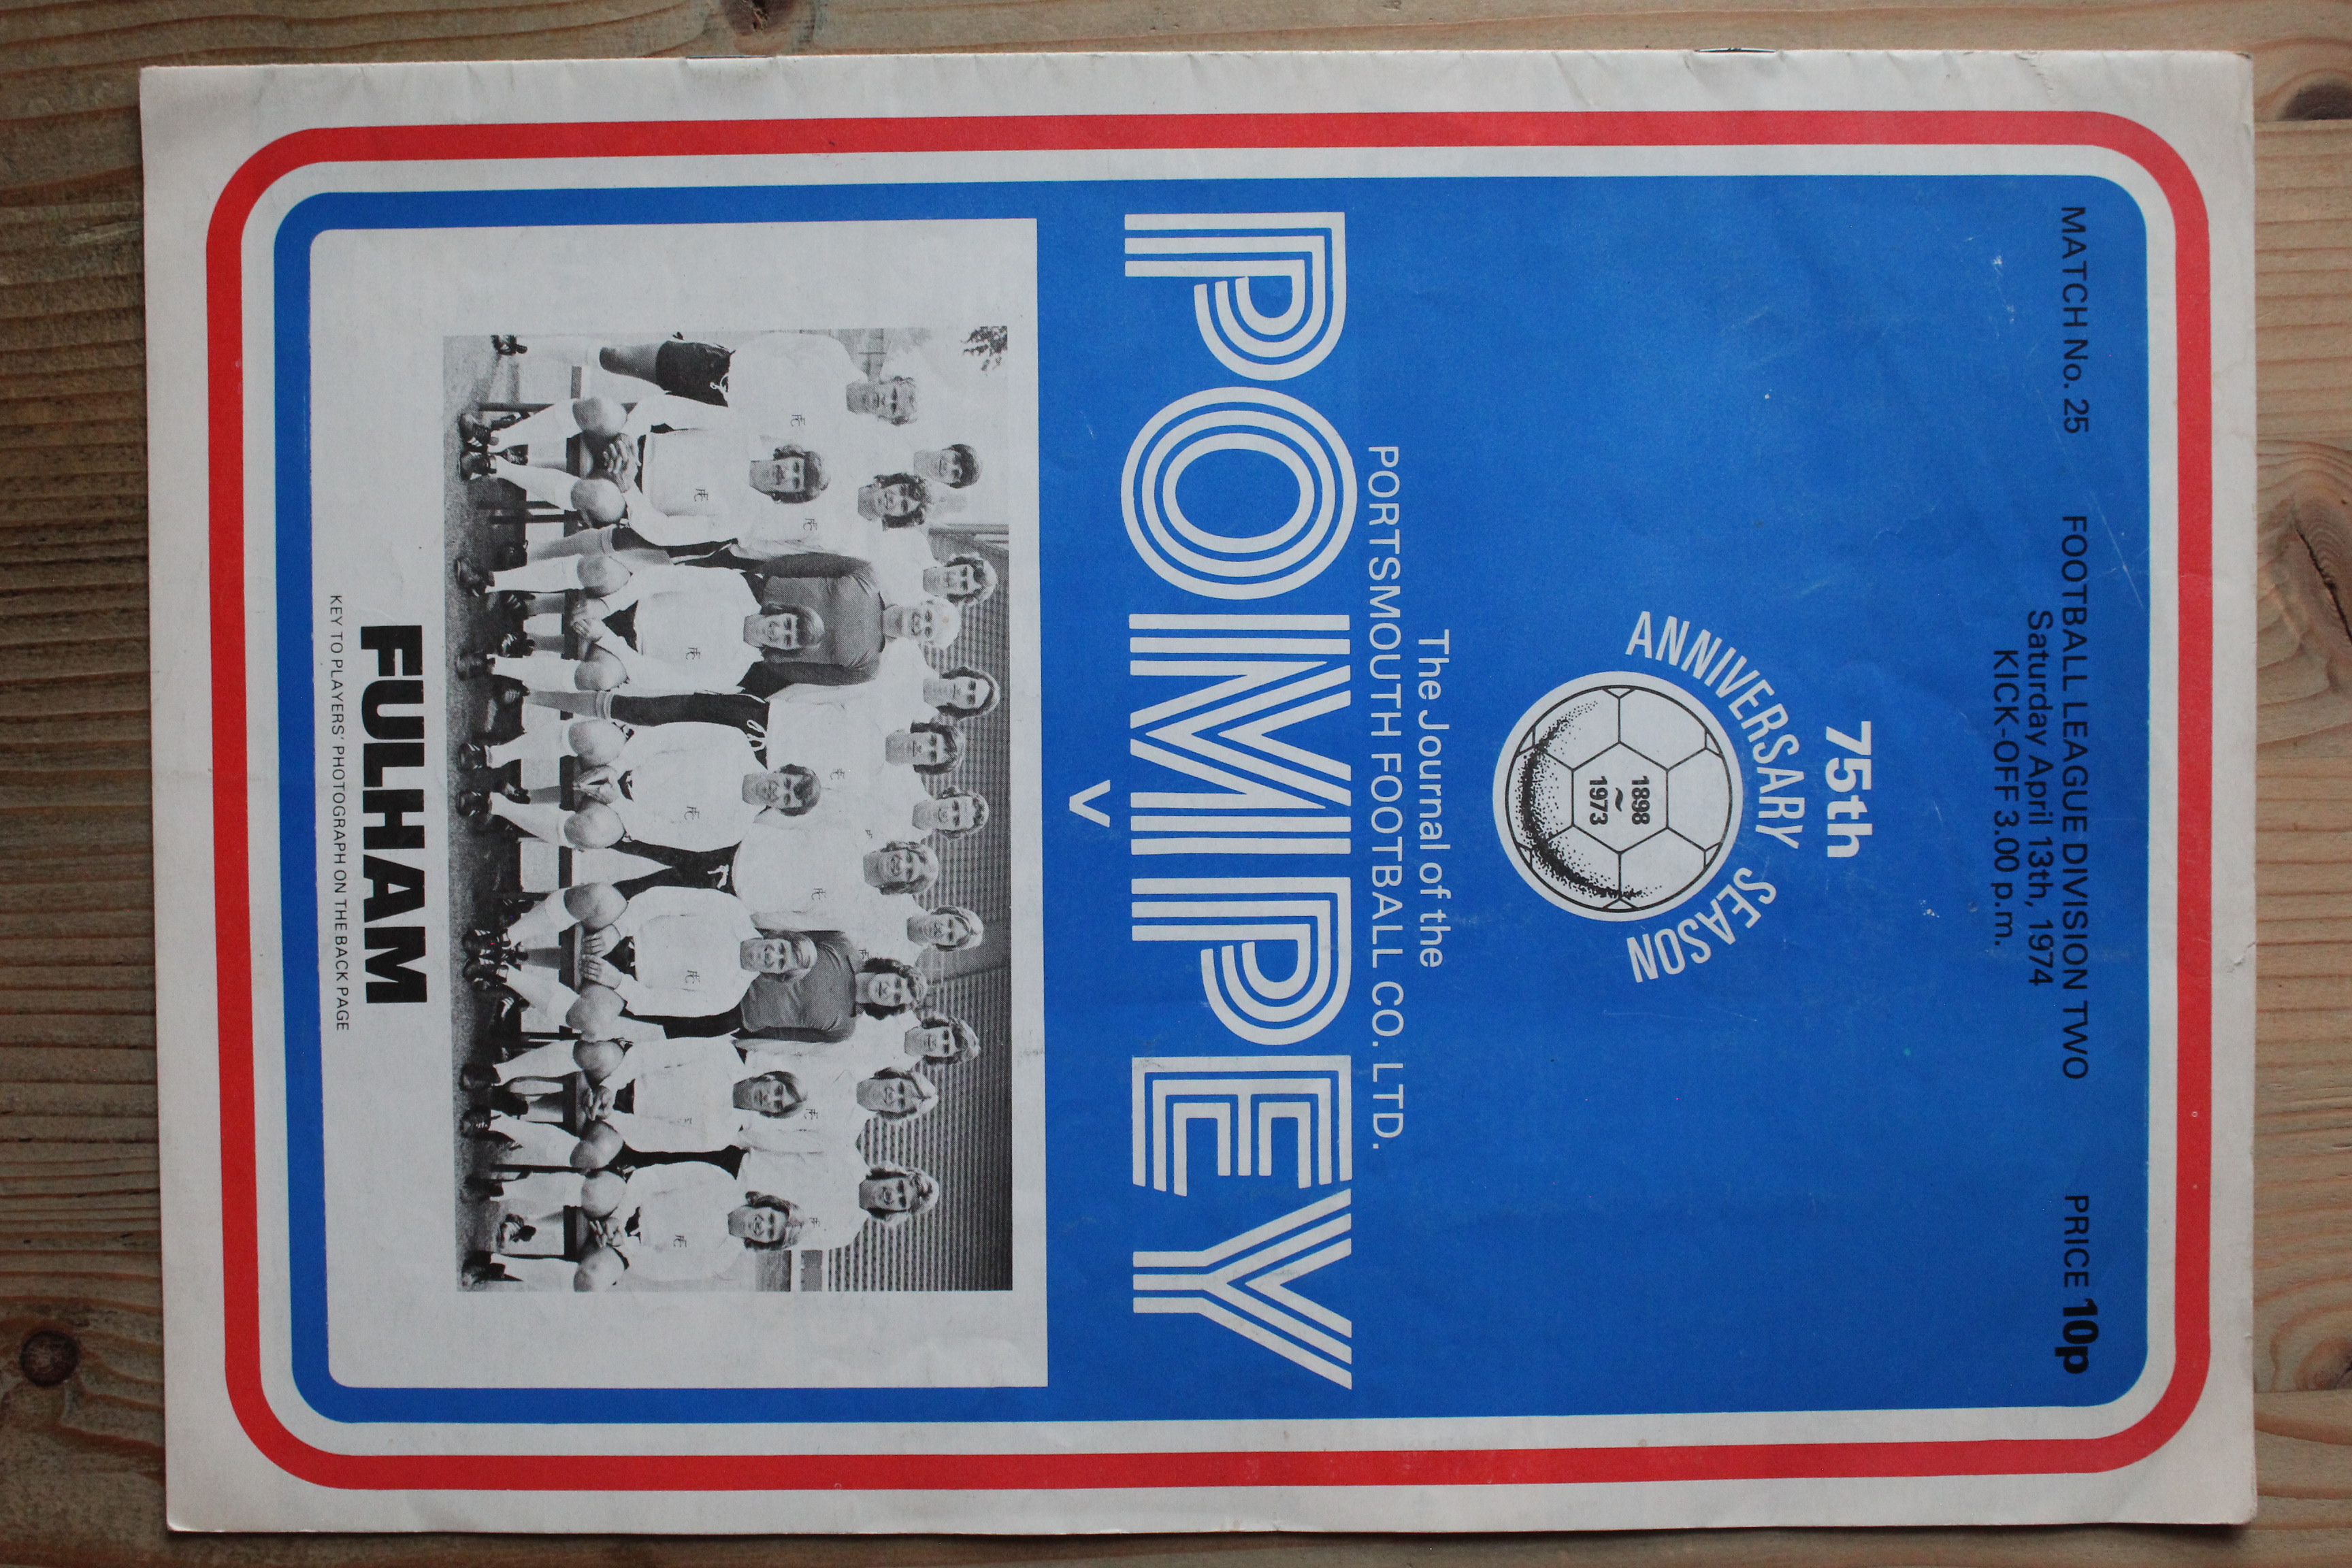 MATCH No. 25 FOOTBALL LEAGUE DIVISION TWO PRICE 10p
Saturday April 13th, 1974
KICK-OFF 3.00 p.m.
75th
ANNIVERSARY SEASON
1898
~
1973
The Journal of the
PORTSMOUTH FOOTBALL CO. LTD.
POMPEY
v
FULHAM
KEY TO PLAYERS' PHOTOGRAPH ON THE BACK PAGE